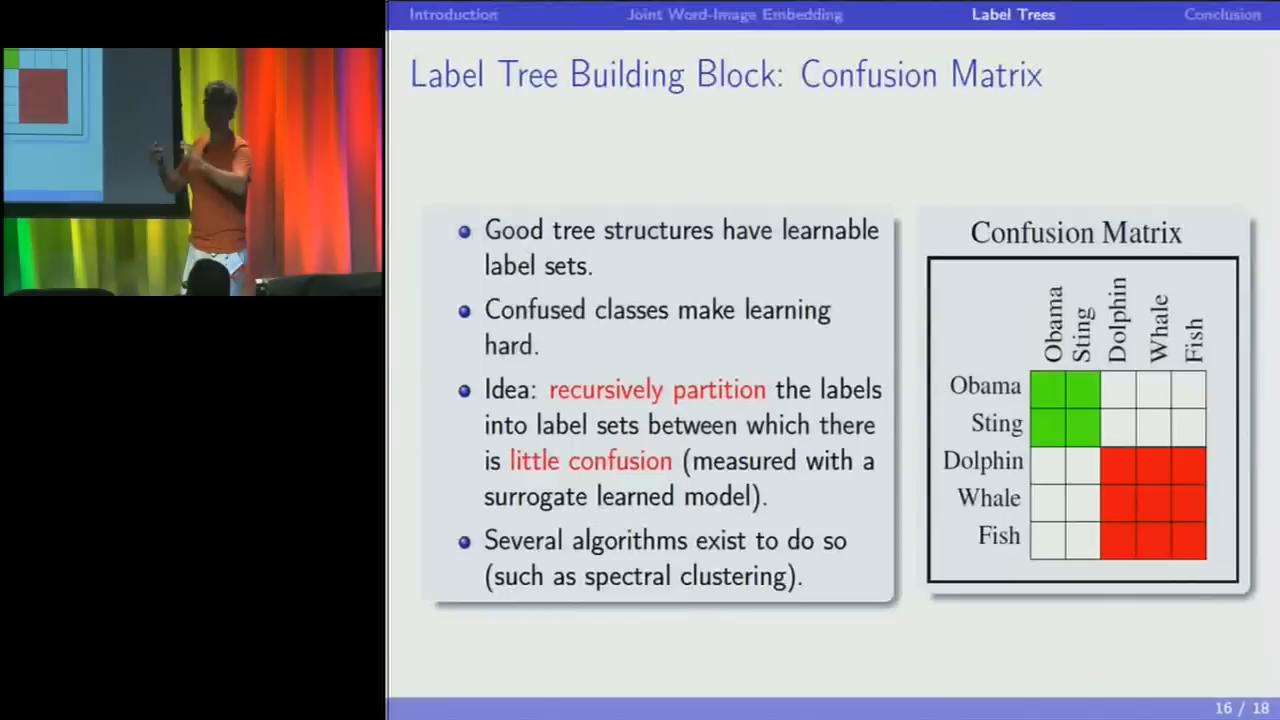 Introduction
Joint Word-Image Embedding
Label Trees
Conclusion
Label Tree Building Block: Confusion Matrix
Good tree structures have learnable
label sets.
Confused classes make learning
hard.
Idea: recursively partition the labels
into label sets between which there
is little confusion (measured with a
surrogate learned model).
Several algorithms exist to do so
(such as spectral clustering).
Confusion Matrix
Obama
Sting
Dolphin
Whale
Fish
Obama
Sting
Dolphin
Whale
Fish
16 / 18